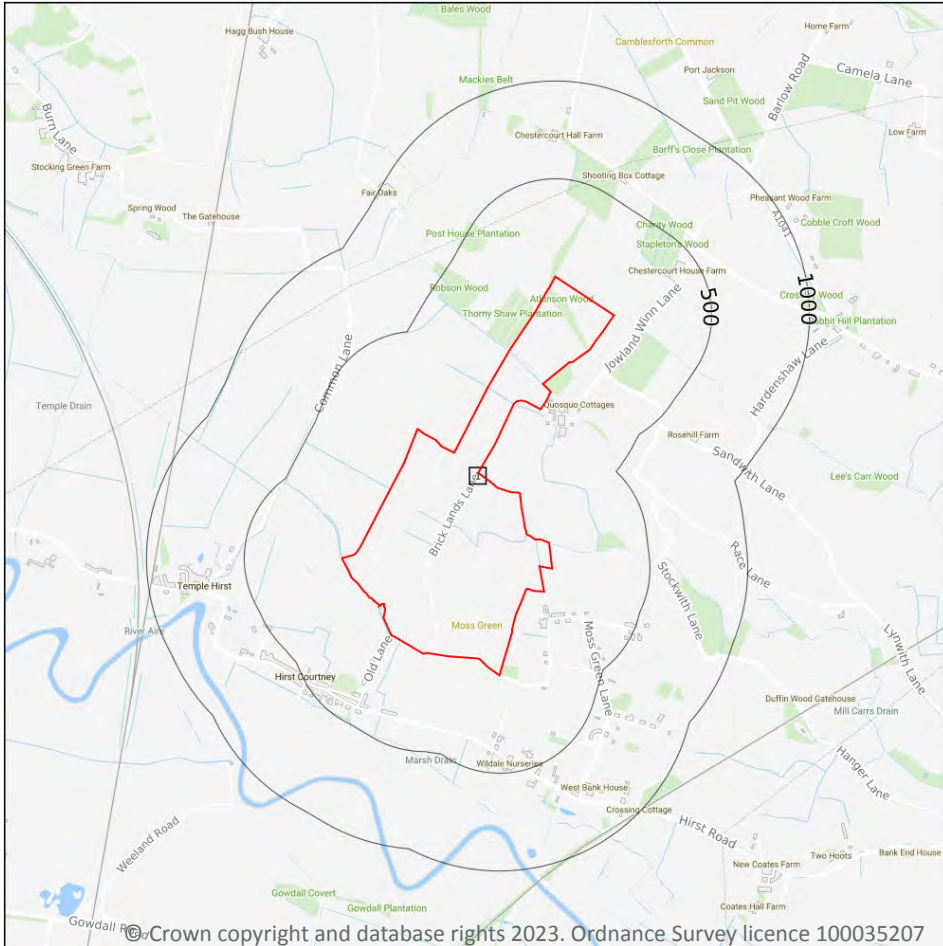 Bales Wood
Hagg Bush House
Home Farm
Camblesforth Common
Port Jackson
Mackies Belt
Camela Lane
Barlow Road
Sand Pit Wood
Burn Lane
Chestercourt Hall Farm
Low Farm
Barff's Close Plantation
Stocking Green Farm
Shooting Box Cottage
Fair Oaks
Pheasant Wood Farm
Spring Wood
The Gatehouse
A1041
Cobble Croft Wood
Charity Wood
Post House Plantation
Stapleton's Wood
Chestercourt House Farm
Robson Wood
Atkinson Wood
500
1000
Thorny Shaw Plantation
Jowland Winn Lane
Common Lane
Hardenshaw Lane
Temple Drain
Quosquo Cottages
Rosehill Farm
Sandwith Lane
1
Lee's Carr Wood
Brick Lands Lane
Race Lane
Temple Hirst
Stockwith Lane
River Aire
Moss Green
Old Lane
Moss Green Lane
Lynwith Lane
Hirst Courtney
Duffin Wood Gatehouse
Mill Carrs Drain
Marsh Drain
Wildale Nurseries
Hanger Lane
West Bank House
Crossing Cottage
Hirst Road
Weeland Road
Two Hoots
Bank End House
New Coates Farm
Gowdall Covert
Gowdall Plantation
Coates Hall Farm
Gowdall Road
© Crown copyright and database rights 2023. Ordnance Survey licence 100035207